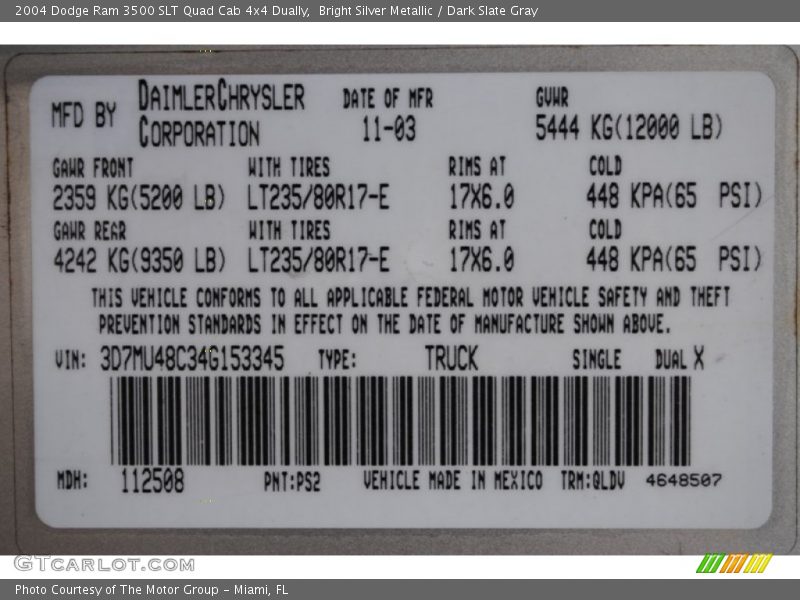 2004 Dodge Ram 3500 SLT Quad Cab 4x4 Dually,  Bright Silver Metallic / Dark Slate Gray
MFD BY DAIMLERCHRYSLER CORPORATION DATE OF MFR 11-03 GVWR 5444 KG(12000 LB)
GAWR FRONT WITH TIRES RIMS AT COLD
2359 KG(5200 LB) LT235/80R17-E 17X6.0 448 KPA(65 PSI)
GAWR REAR WITH TIRES RIMS AT COLD
4242 KG(9350 LB) LT235/80R17-E 17X6.0 448 KPA(65 PSI)
THIS VEHICLE CONFORMS TO ALL APPLICABLE FEDERAL MOTOR VEHICLE SAFETY AND THEFT
PREVENTION STANDARDS IN EFFECT ON THE DATE OF MANUFACTURE SHOWN ABOVE.
VIN: 3D7MU48C34G153345 TYPE: TRUCK SINGLE DUAL X
MDH: 112508 PNT:PS2 VEHICLE MADE IN MEXICO TRM:QLDV 4648507
GTCARLOT.COM
Photo Courtesy of The Motor Group - Miami, FL